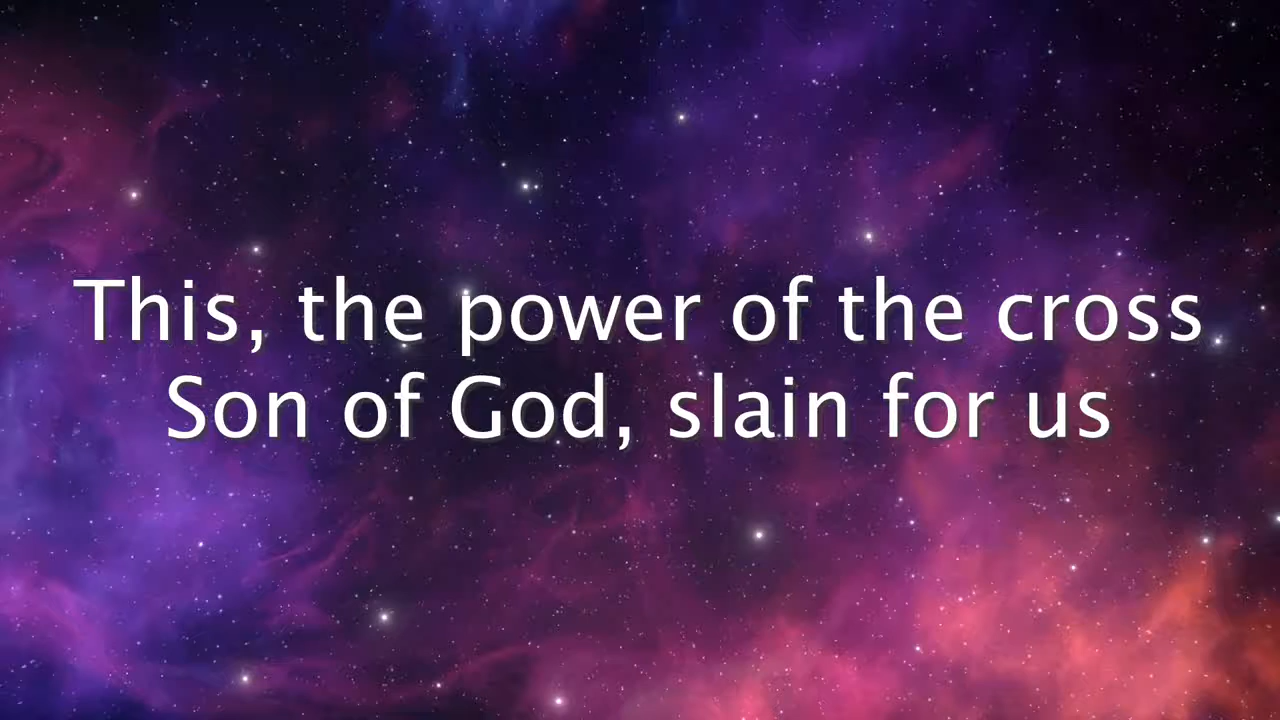 This, the power of the cross
Son of God, slain for us